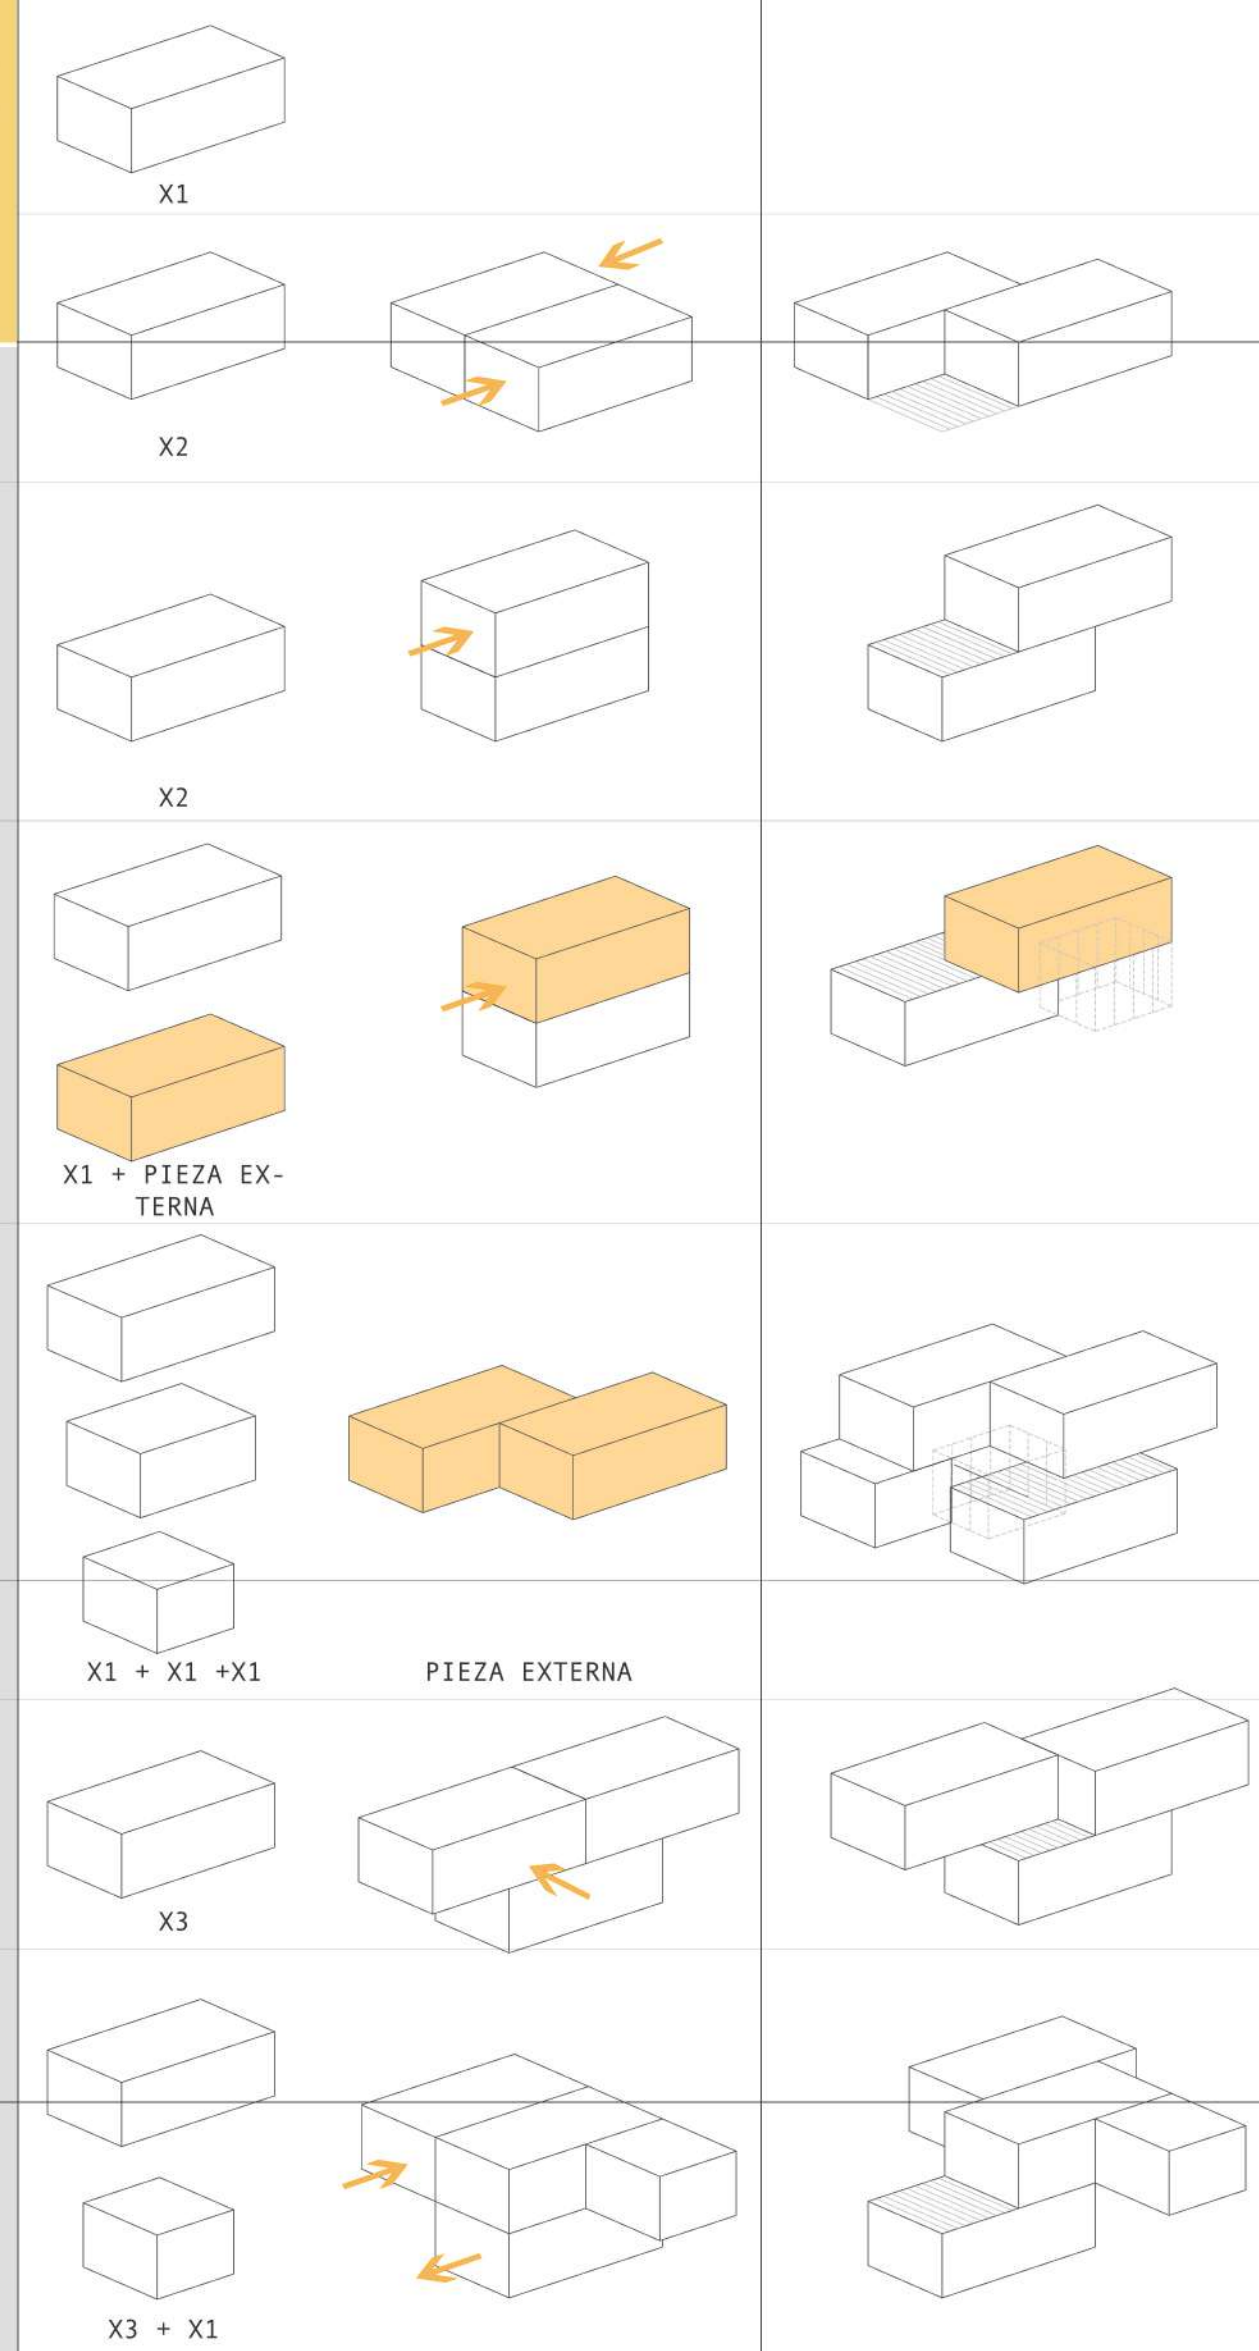 X1
X2
X2
X1 + PIEZA EX-
TERNA
X1 + X1 +X1
PIEZA EXTERNA
X3
X3 + X1